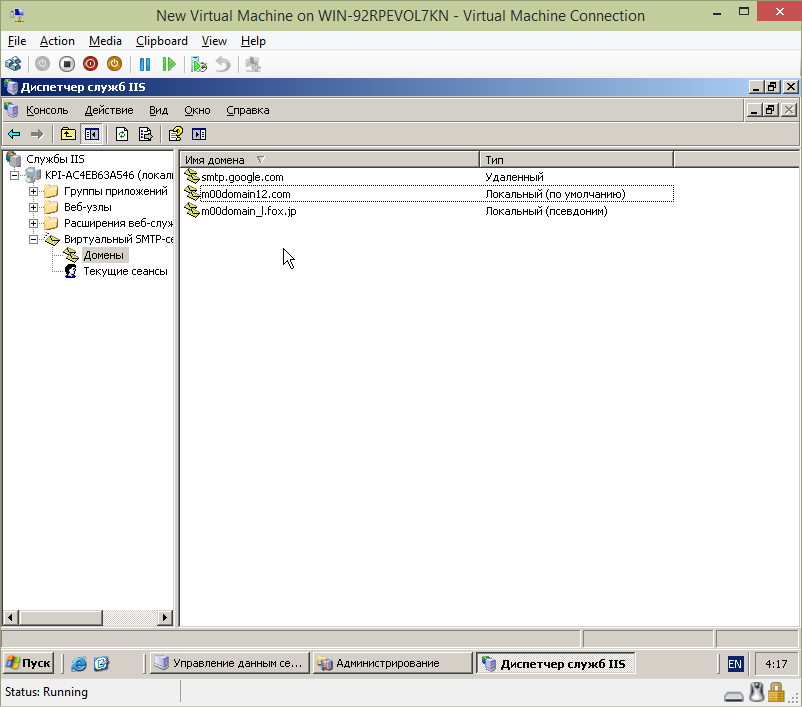 New Virtual Machine on WIN-92RPEVOL7KN - Virtual Machine Connection
File Action Media Clipboard View Help
Диспетчер служб IIS
Консоль Действие Вид Окно Справка
Службы IIS
KPI-AC4EB63A546 (локал
Группы приложений
Веб-узлы
Расширения веб-служ
Виртуальный SMTP-се
Домены
Текущие сеансы
Имя домена Тип
smtp.google.com Удаленный
m00domain12.com Локальный (по умолчанию)
m00domain_l.fox.jp Локальный (псевдоним)
Пуск Управление данным се... Администрирование Диспетчер служб IIS EN 4:17
Status: Running